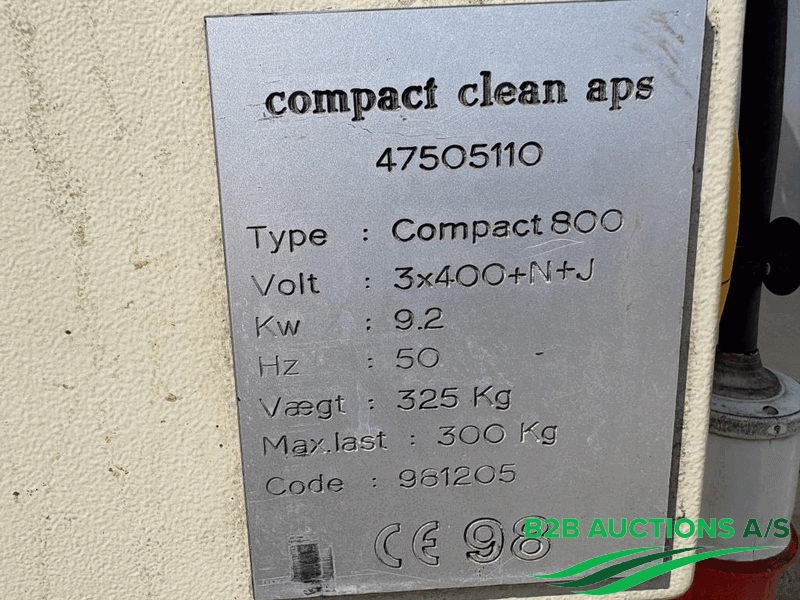 compact clean aps
47505110
Type : Compact 800
Volt : 3x400+N+J
Kw : 9.2
Hz : 50
Vægt : 325 Kg
Max.last : 300 Kg
Code : 981205
CE 98
B2B AUCTIONS A/S